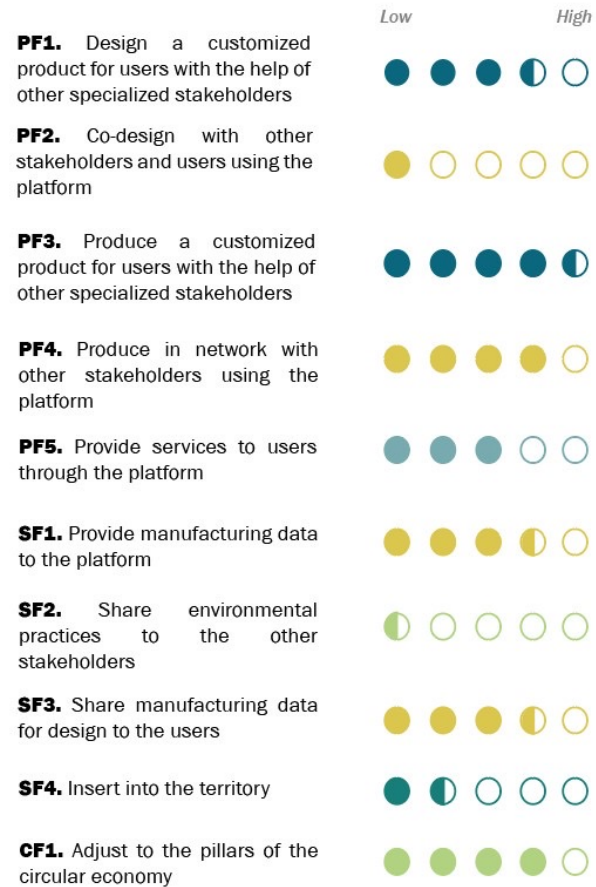 Low High
PF1. Design a customized
product for users with the help of
other specialized stakeholders
PF2. Co-design with other
stakeholders and users using the
platform
PF3. Produce a customized
product for users with the help of
other specialized stakeholders
PF4. Produce in network with
other stakeholders using the
platform
PF5. Provide services to users
through the platform
SF1. Provide manufacturing data
to the platform
SF2. Share environmental
practices to the other
stakeholders
SF3. Share manufacturing data
for design to the users
SF4. Insert into the territory
CF1. Adjust to the pillars of the
circular economy